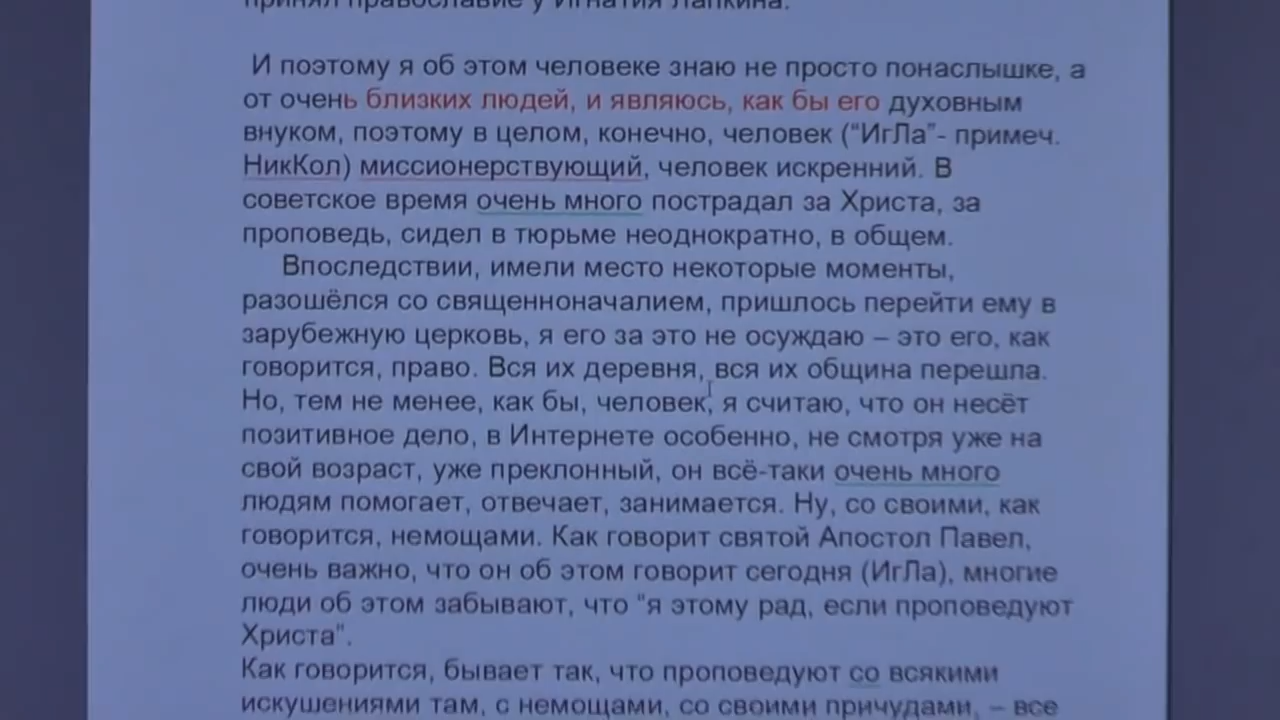 принял православие у Игнатия Лапкина.
И поэтому я об этом человеке знаю не просто понаслышке, а
от очень близких людей, и являюсь, как бы его духовным
внуком, поэтому в целом, конечно, человек (“ИгЛа”- примеч.
НикКол) миссионерствующий, человек искренний. В
советское время очень много пострадал за Христа, за
проповедь, сидел в тюрьме неоднократно, в общем.
Впоследствии, имели место некоторые моменты,
разошёлся со священноначалием, пришлось перейти ему в
зарубежную церковь, я его за это не осуждаю – это его, как
говорится, право. Вся их деревня, вся их община перешла.
Но, тем не менее, как бы, человек, я считаю, что он несёт
позитивное дело, в Интернете особенно, не смотря уже на
свой возраст, уже преклонный, он всё-таки очень много
людям помогает, отвечает, занимается. Ну, со своими, как
говорится, немощами. Как говорит святой Апостол Павел,
очень важно, что он об этом говорит сегодня (ИгЛа), многие
люди об этом забывают, что “я этому рад, если проповедуют
Христа”.
Как говорится, бывает так, что проповедуют со всякими
искушениями там, с немощами, со своими причудами, – все